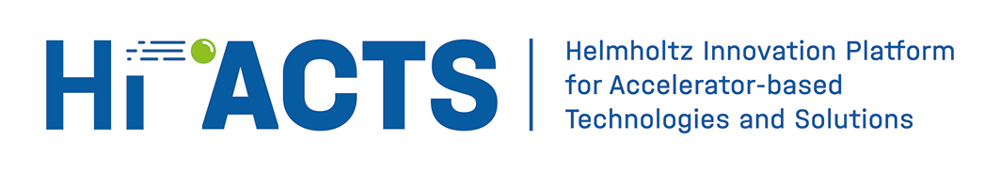 Hi ACTS
Helmholtz Innovation Platform
for Accelerator-based
Technologies and Solutions